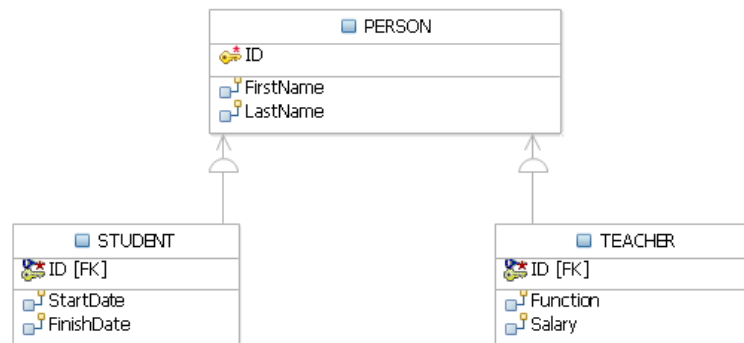 PERSON
ID
FirstName
LastName
STUDENT
ID [FK]
StartDate
FinishDate
TEACHER
ID [FK]
Function
Salary